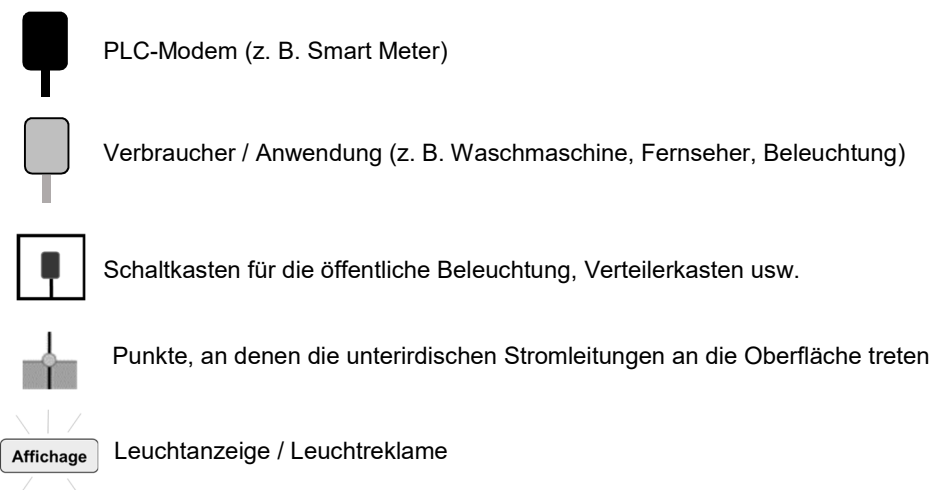 PLC-Modem (z. B. Smart Meter)
Verbraucher / Anwendung (z. B. Waschmaschine, Fernseher, Beleuchtung)
Schaltkasten für die öffentliche Beleuchtung, Verteilerkasten usw.
Punkte, an denen die unterirdischen Stromleitungen an die Oberfläche treten
Affichage Leuchtanzeige / Leuchtreklame